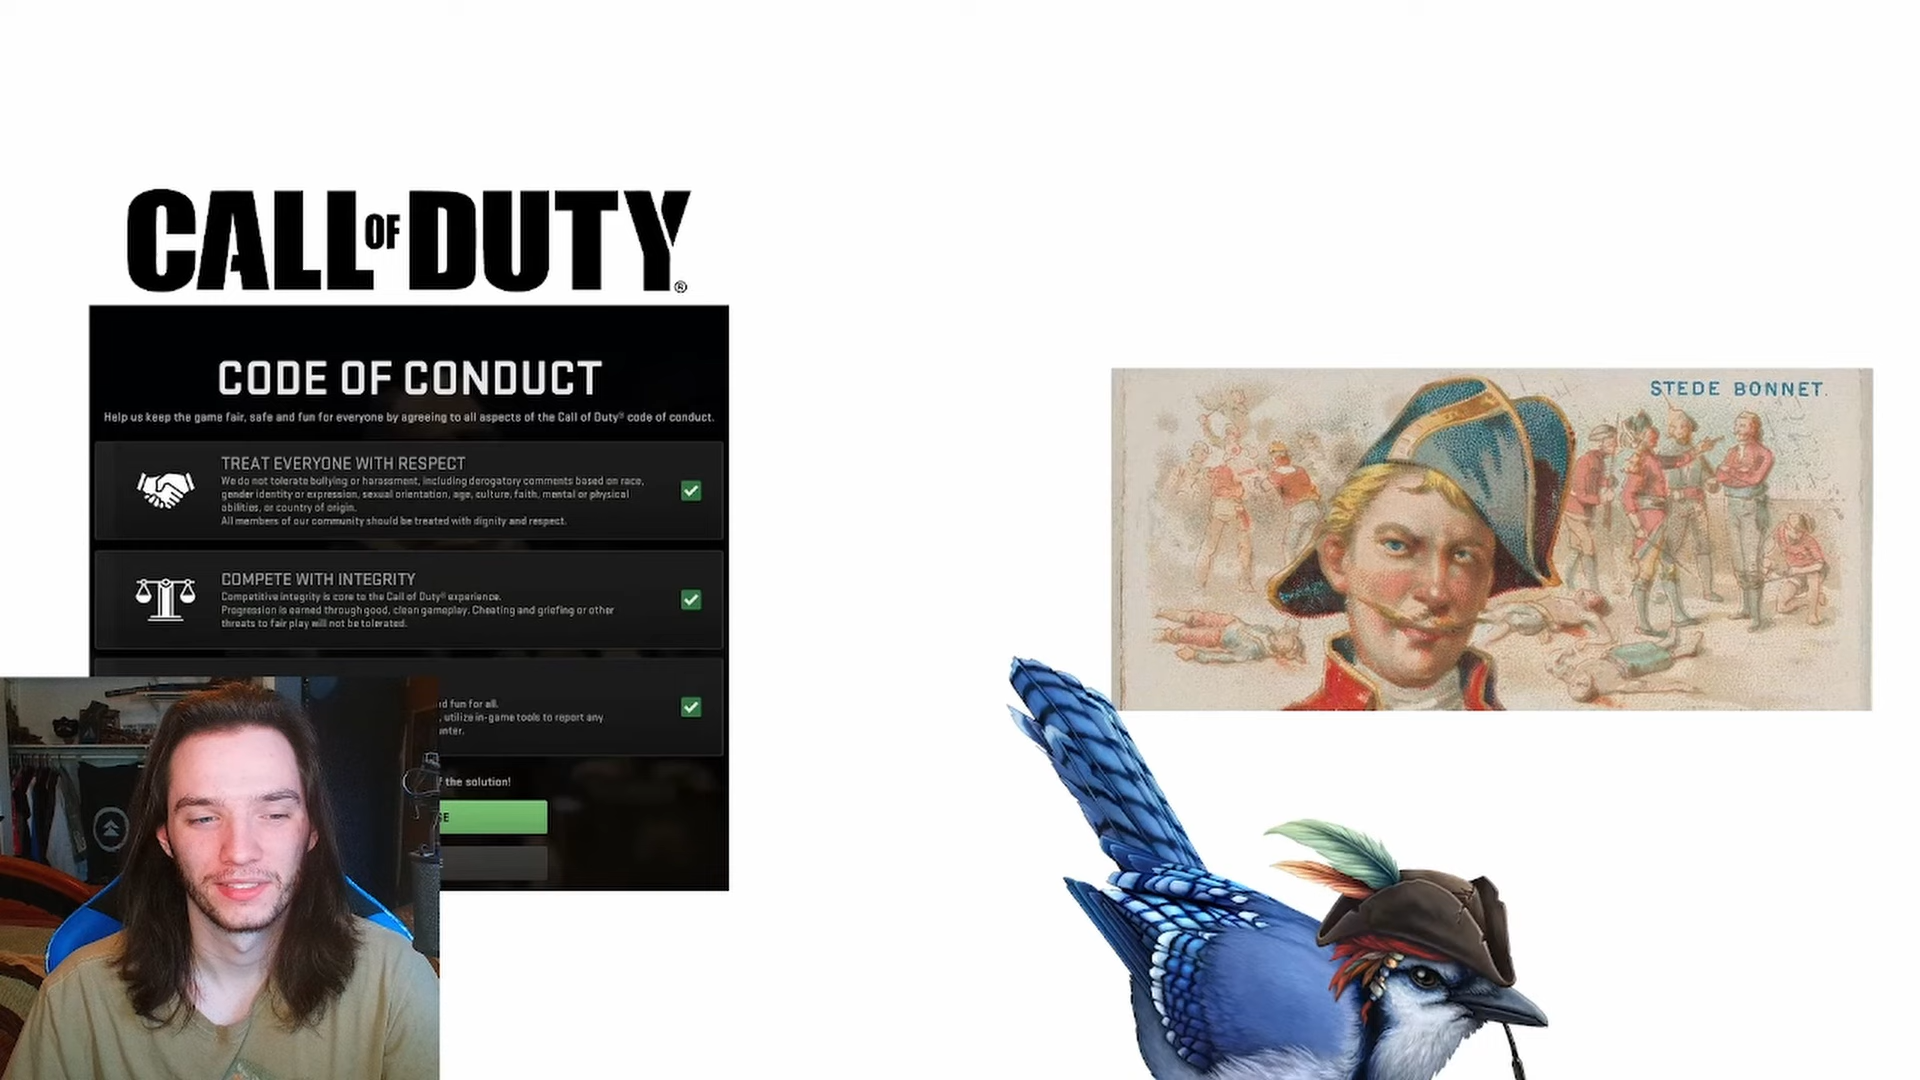 CALL OF DUTY®
CODE OF CONDUCT
Help us keep the game fair, safe and fun for everyone by agreeing to all aspects of the Call of Duty® code of conduct.
TREAT EVERYONE WITH RESPECT
We do not tolerate bullying or harassment, including derogatory comments based on race,
gender identity or expression, sexual orientation, age, culture, faith, mental or physical
abilities, or country of origin.
All members of our community should be treated with dignity and respect.
COMPETE WITH INTEGRITY
Competitive integrity is core to the Call of Duty® experience.
Progression is earned through good, clean gameplay. Cheating and griefing or other
threats to fair play will not be tolerated.
fun for all.
, utilize in-game tools to report any
the solution!
STEDE BONNET.